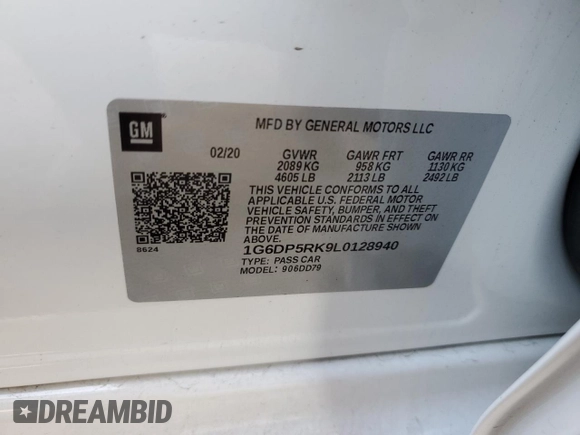 GM
MFD BY GENERAL MOTORS LLC
02/20 GVWR GAWR FRT GAWR RR
2089 KG 958 KG 1130 KG
4605 LB 2113 LB 2492 LB
THIS VEHICLE CONFORMS TO ALL
APPLICABLE U.S. FEDERAL MOTOR
VEHICLE SAFETY, BUMPER, AND THEFT
PREVENTION STANDARDS IN EFFECT ON
THE DATE OF MANUFACTURE SHOWN
ABOVE.
8624
1G6DP5RK9L0128940
TYPE: PASS CAR
MODEL: 906DD79
#DREAMBID